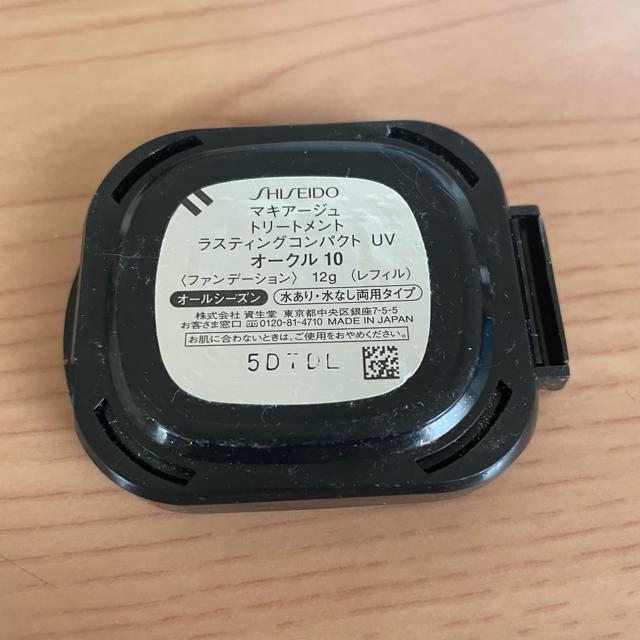 SHISEIDO
マキアージュ
トリートメント
ラスティングコンパクト UV
オークル 10
〈ファンデーション〉 12g 〈レフィル〉
オールシーズン 水あり・水なし両用タイプ
株式会社 資生堂 東京都中央区銀座7-5-5
お客さま窓口 0120-81-4710 MADE IN JAPAN
お肌に合わないときは、ご使用をおやめください。
5D70L